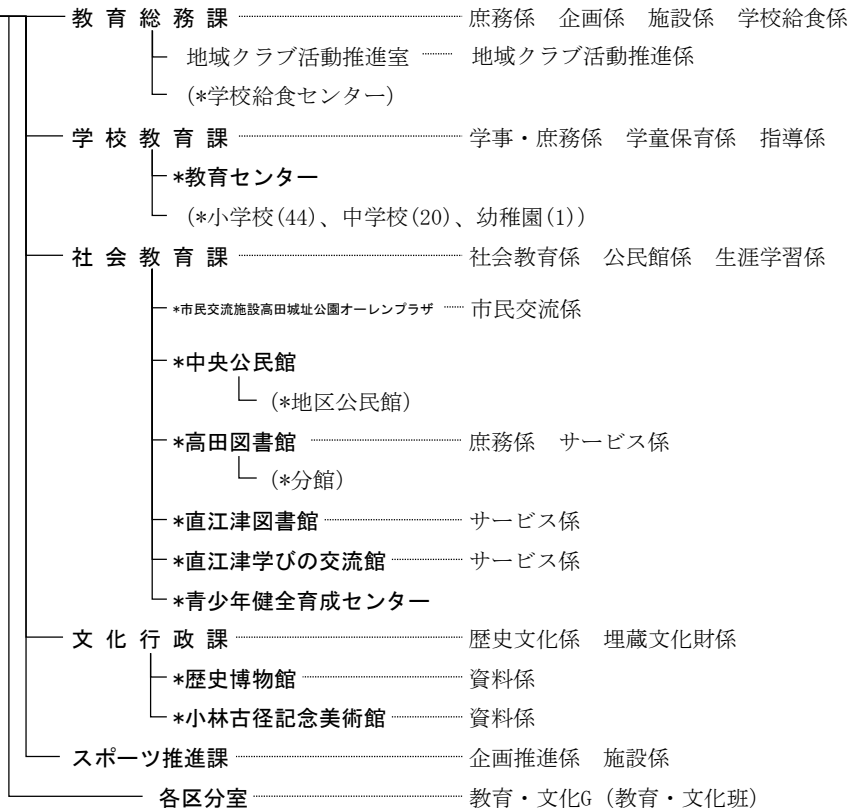 教 育 総 務 課 庶務係 企画係 施設係 学校給食係
地域クラブ活動推進室 地域クラブ活動推進係
(*学校給食センター)
学 校 教 育 課 学事・庶務係 学童保育係 指導係
*教育センター
(*小学校(44)、中学校(20)、幼稚園(1))
社 会 教 育 課 社会教育係 公民館係 生涯学習係
*市民交流施設高田城址公園オーレンプラザ 市民交流係
*中央公民館
(*地区公民館)
*高田図書館 庶務係 サービス係
(*分館)
*直江津図書館 サービス係
*直江津学びの交流館 サービス係
*青少年健全育成センター
文 化 行 政 課 歴史文化係 埋蔵文化財係
*歴史博物館 資料係
*小林古径記念美術館 資料係
スポーツ推進課 企画推進係 施設係
各区分室 教育・文化G (教育・文化班)